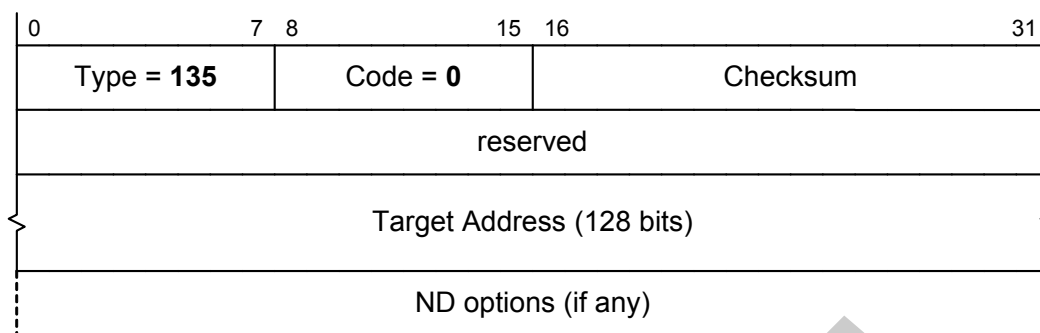 0 7 8 15 16 31
Type = 135 Code = 0 Checksum
reserved
Target Address (128 bits)
ND options (if any)